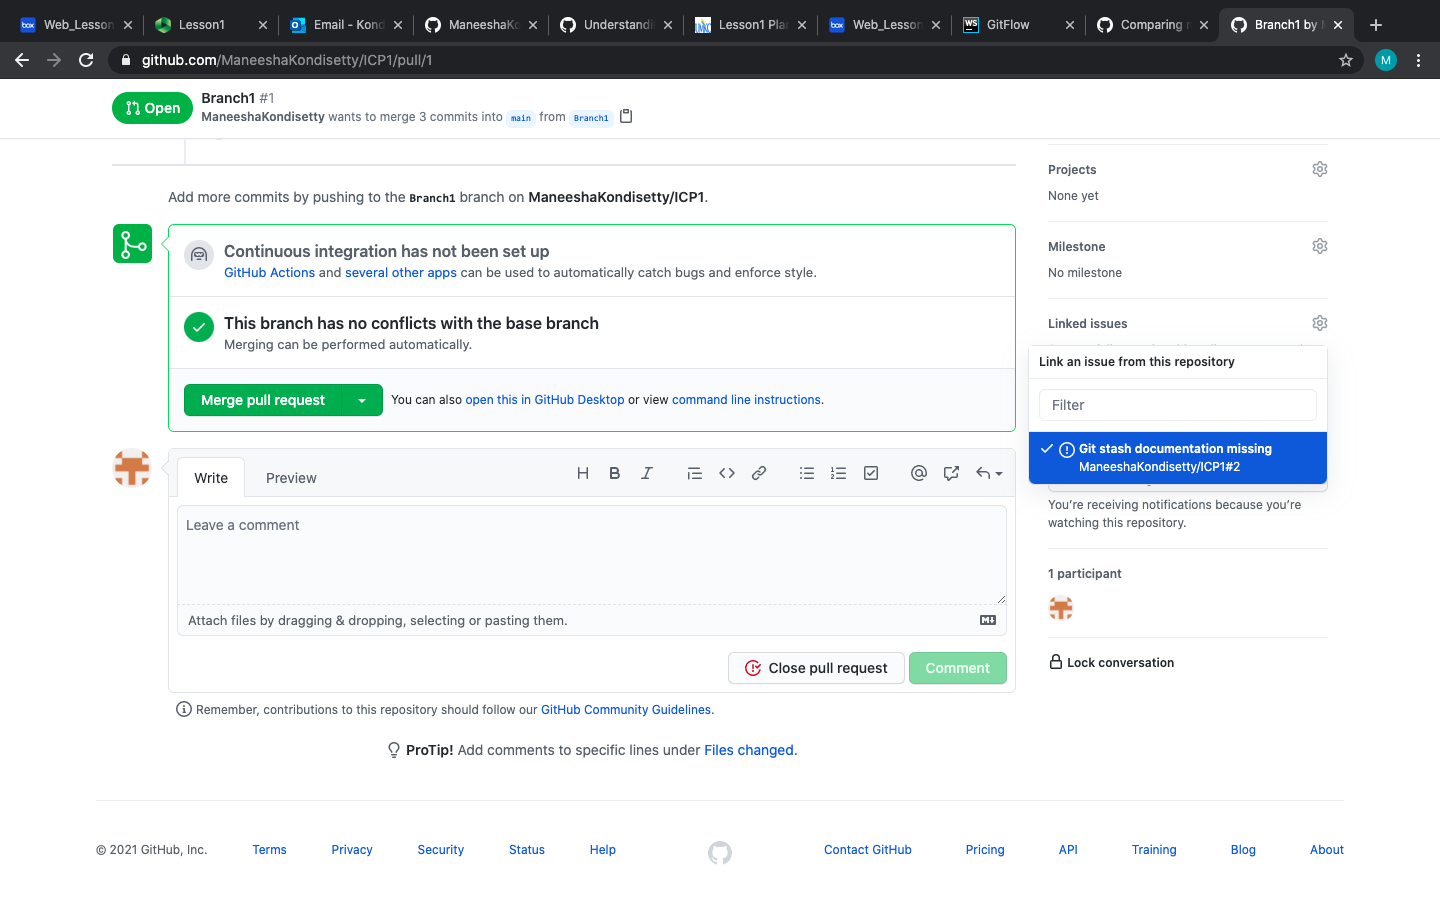 Web_Lesson
Lesson1
Email - Kond
ManeeshaKo
Understandi
Lesson1 Plan
Web_Lesson
GitFlow
Comparing
Branch1 by
github.com/ManeeshaKondisetty/ICP1/pull/1
M
Open
Branch1 #1
ManeeshaKondisetty wants to merge 3 commits into main from Branch1
Add more commits by pushing to the Branch1 branch on ManeeshaKondisetty/ICP1.
Continuous integration has not been set up
GitHub Actions and several other apps can be used to automatically catch bugs and enforce style.
This branch has no conflicts with the base branch
Merging can be performed automatically.
Merge pull request
You can also open this in GitHub Desktop or view command line instructions.
Write
Preview
Leave a comment
Attach files by dragging & dropping, selecting or pasting them.
Close pull request
Comment
Remember, contributions to this repository should follow our GitHub Community Guidelines.
ProTip! Add comments to specific lines under Files changed.
Projects
None yet
Milestone
No milestone
Linked issues
Link an issue from this repository
Filter
Git stash documentation missing
ManeeshaKondisetty/ICP1#2
You're receiving notifications because you're
watching this repository.
1 participant
Lock conversation
© 2021 GitHub, Inc.
Terms
Privacy
Security
Status
Help
Contact GitHub
Pricing
API
Training
Blog
About